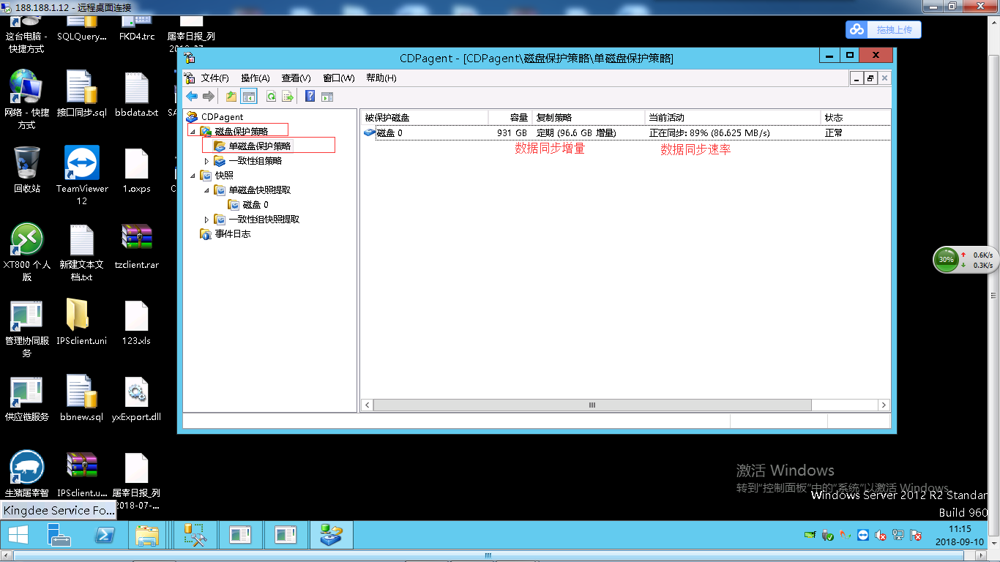 188.188.1.12 - 远程桌面连接
这台电脑 - 快捷方式
SQLQuery...
FKD4.trc
屠宰日报_列
拖拽上传
CDPagent - [CDPagent\磁盘保护策略\单磁盘保护策略]
文件(F) 操作(A) 查看(V) 窗口(W) 帮助(H)
网络 - 快捷方式
接口同步.sql
bbdata.txt
CDPagent
磁盘保护策略
单磁盘保护策略
一致性组策略
快照
单磁盘快照提取
磁盘 0
一致性组快照提取
事件日志
被保护磁盘 容量 复制策略 当前活动 状态
磁盘 0 931 GB 定期 (96.6 GB 增量) 正在同步: 89% (86.625 MB/s) 正常
数据同步增量 数据同步速率
回收站
TeamViewer 12
1.oxps
XT800 个人版
新建文本文档.txt
tzclient.rar
30%
0.6K/s
0.3K/s
管理协同服务
IPSclient.uni
123.xls
供应链服务
bbnew.sql
yxExport.dll
生猪屠宰智
IPSclient.u...
屠宰日报_列
2018-07-...
Kingdee Service Fo...
激活 Windows
转到"控制面板"中的"系统"以激活 Windows。
Windows Server 2012 R2 Standar
Build 960
11:15
2018-09-10